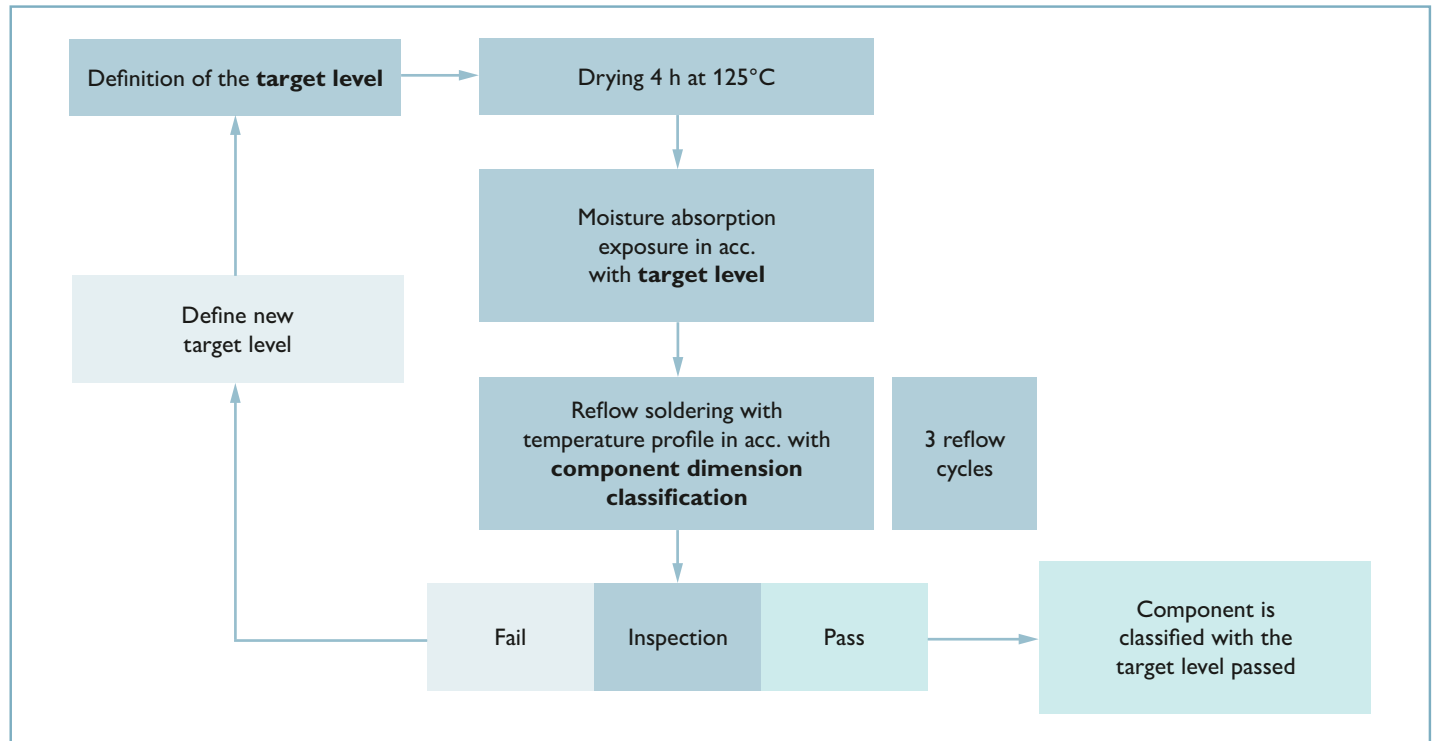 Definition of the target level
Drying 4 h at 125°C
Moisture absorption
exposure in acc.
with target level
Define new
target level
Reflow soldering with
temperature profile in acc. with
component dimension
classification
3 reflow
cycles
Fail
Inspection
Pass
Component is
classified with the
target level passed